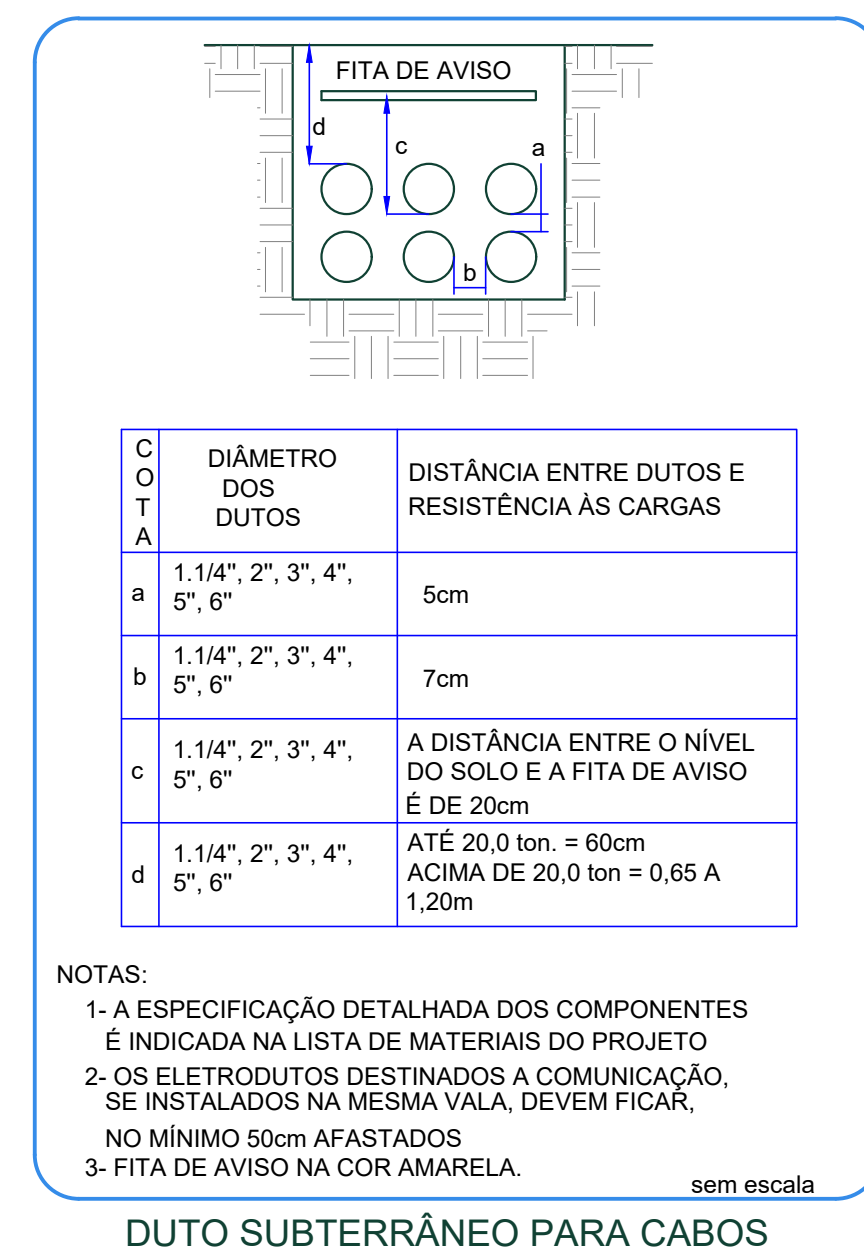 FITA DE AVISO
d
c
a
b
C
O
T
A
DIÂMETRO
DOS
DUTOS
DISTÂNCIA ENTRE DUTOS E
RESISTÊNCIA ÀS CARGAS
a
1.1/4", 2", 3", 4",
5", 6"
5cm
b
1.1/4", 2", 3", 4",
5", 6"
7cm
c
1.1/4", 2", 3", 4",
5", 6"
A DISTÂNCIA ENTRE O NÍVEL
DO SOLO E A FITA DE AVISO
É DE 20cm
d
1.1/4", 2", 3", 4",
5", 6"
ATÉ 20,0 ton. = 60cm
ACIMA DE 20,0 ton = 0,65 A
1,20m
NOTAS:
1- A ESPECIFICAÇÃO DETALHADA DOS COMPONENTES
É INDICADA NA LISTA DE MATERIAIS DO PROJETO
2- OS ELETRODUTOS DESTINADOS A COMUNICAÇÃO,
SE INSTALADOS NA MESMA VALA, DEVEM FICAR,
NO MÍNIMO 50cm AFASTADOS
3- FITA DE AVISO NA COR AMARELA.
sem escala
DUTO SUBTERRÂNEO PARA CABOS